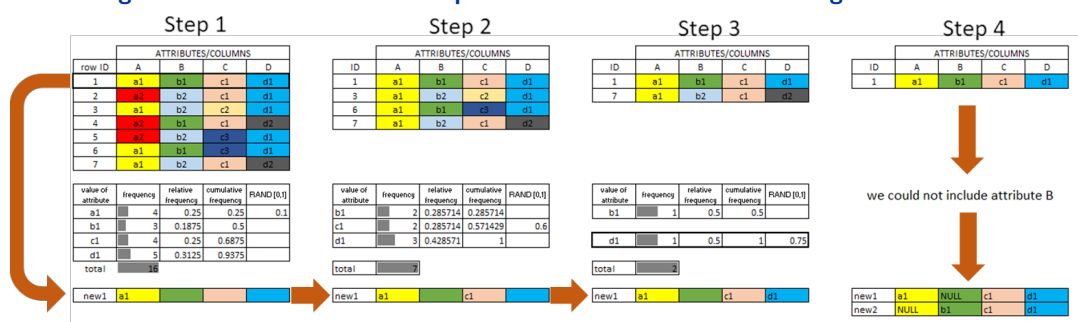 Step 1
ATTRIBUTES/COLUMNS
row ID A B C D
1 a1 b1 c1 d1
2 a2 b2 c1 d1
3 a1 b2 c2 d1
4 a2 b1 c1 d2
5 a2 b2 c3 d1
6 a1 b1 c3 d1
7 a1 b2 c1 d2
value of attribute frequency relative frequency cumulative frequency RAND [0,1]
a1 4 0.25 0.25 0.1
b1 3 0.1875 0.5
c1 4 0.25 0.6875
d1 5 0.3125 0.9375
total 16
new1 a1
Step 2
ATTRIBUTES/COLUMNS
ID A B C D
1 a1 b1 c1 d1
3 a1 b2 c2 d1
6 a1 b1 c3 d1
7 a1 b2 c1 d2
value of attribute frequency relative frequency cumulative frequency RAND [0,1]
b1 2 0.285714 0.285714
c1 2 0.285714 0.571429 0.6
d1 3 0.428571 1
total 7
new1 a1 c1
Step 3
ATTRIBUTES/COLUMNS
ID A B C D
1 a1 b1 c1 d1
7 a1 b2 c1 d2
value of attribute frequency relative frequency cumulative frequency RAND [0,1]
b1 1 0.5 0.5
d1 1 0.5 1 0.75
total 2
new1 a1 c1 d1
Step 4
ATTRIBUTES/COLUMNS
ID A B C D
1 a1 b1 c1 d1
we could not include attribute B
new1 a1 NULL c1 d1
new2 NULL b1 c1 d1